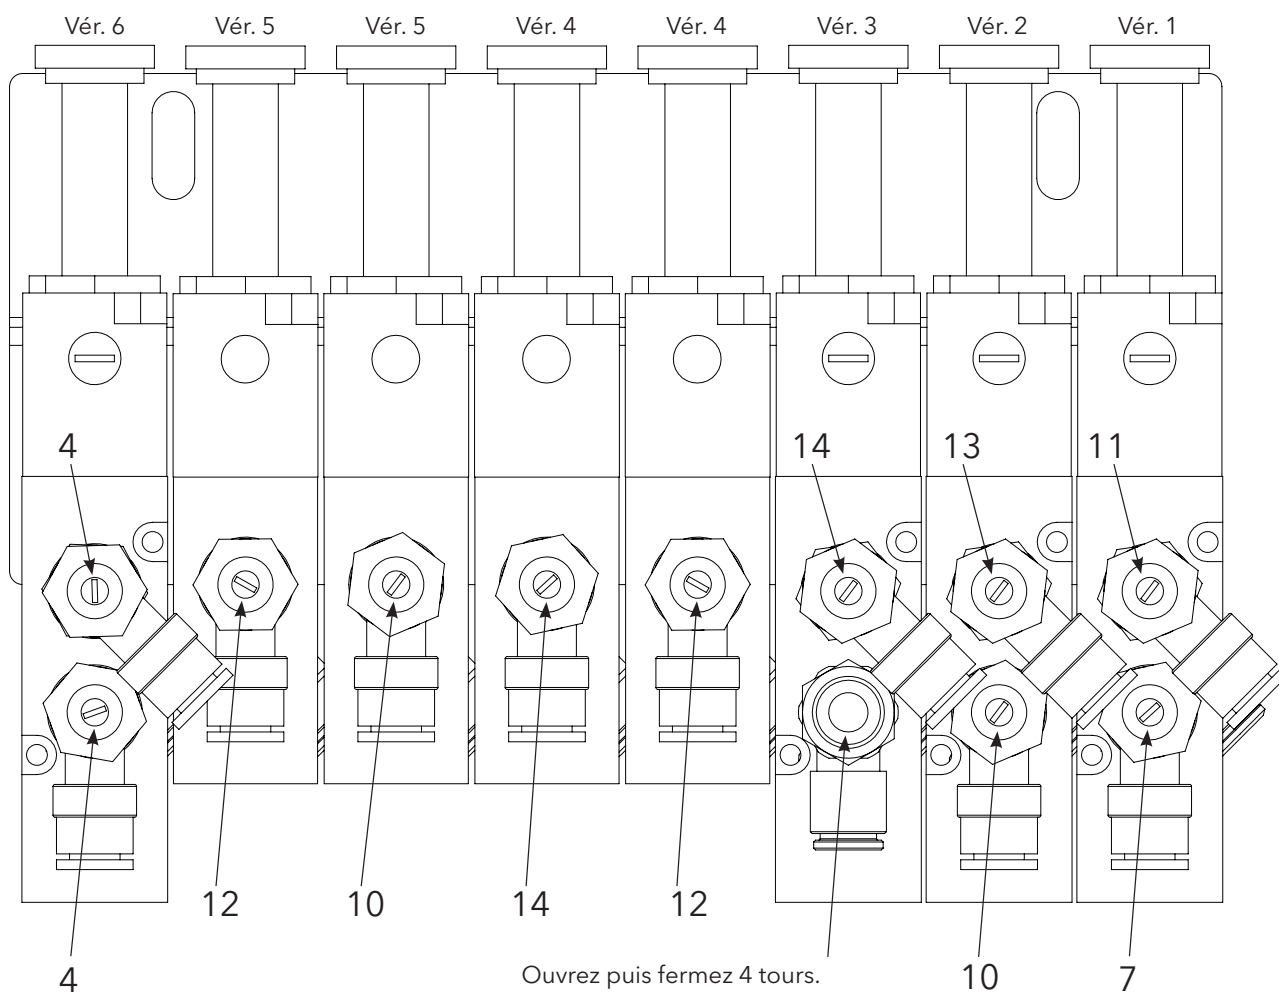 Vér. 6 Vér. 5 Vér. 5 Vér. 4 Vér. 4 Vér. 3 Vér. 2 Vér. 1
4 14 13 11
12 10 14 12
4 Ouvrez puis fermez 4 tours. 10 7